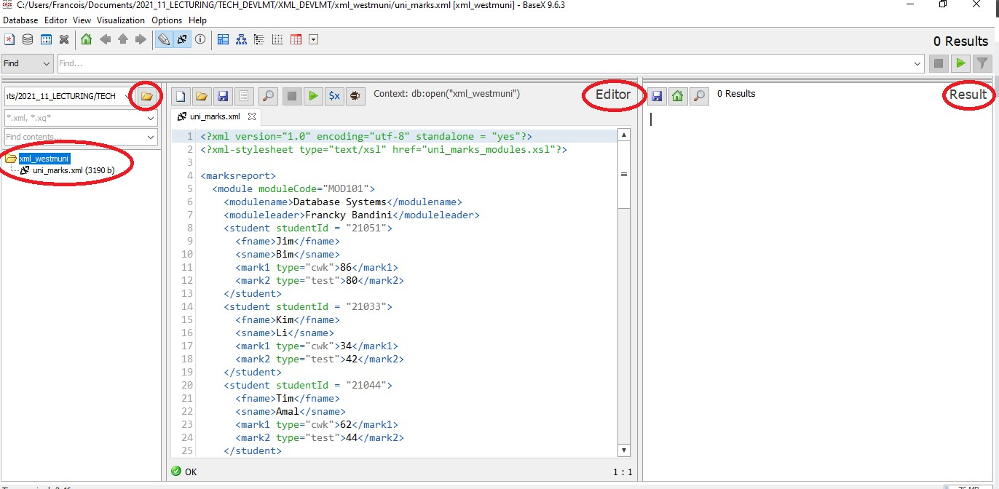 C:/Users/Francois/Documents/2021_11_LECTURING/TECH_DEVLMT/XML_DEVLMT/xml_westmuni/uni_marks.xml [xml_westmuni] - BaseX 9.6.3
Database Editor View Visualization Options Help
0 Results
Find Find...
ıts/2021_11_LECTURING/TECH
*.xml, *.xq*
Find contents...
xml_westmuni
uni_marks.xml (3190 b)
$x Context: db:open("xml_westmuni") Editor
uni_marks.xml
1 <?xml version="1.0" encoding="utf-8" standalone = "yes"?>
2 <?xml-stylesheet type="text/xsl" href="uni_marks_modules.xsl"?>
3
4 <marksreport>
5 <module moduleCode="MOD101">
6 <modulename>Database Systems</modulename>
7 <moduleleader>Francky Bandini</moduleleader>
8 <student studentId = "21051">
9 <fname>Jim</fname>
10 <sname>Bim</sname>
11 <mark1 type="cwk">86</mark1>
12 <mark2 type="test">80</mark2>
13 </student>
14 <student studentId = "21033">
15 <fname>Kim</fname>
16 <sname>Li</sname>
17 <mark1 type="cwk">34</mark1>
18 <mark2 type="test">42</mark2>
19 </student>
20 <student studentId = "21044">
21 <fname>Tim</fname>
22 <sname>Amal</sname>
23 <mark1 type="cwk">62</mark1>
24 <mark2 type="test">44</mark2>
25 </student>
OK 1 : 1
0 Results Result